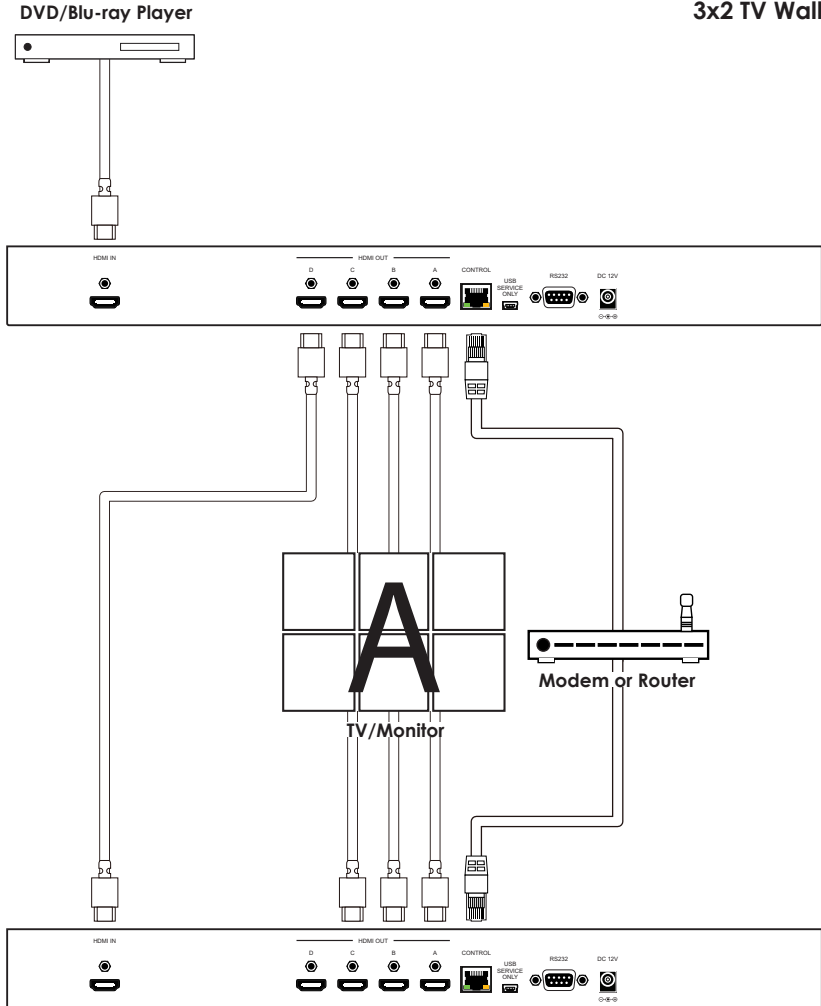 DVD/Blu-ray Player
3x2 TV Wall
HDMI IN
HDMI OUT
D C B A
CONTROL
USB
SERVICE
ONLY
RS232
DC 12V
A
TV/Monitor
Modem or Router
HDMI IN
HDMI OUT
D C B A
CONTROL
USB
SERVICE
ONLY
RS232
DC 12V